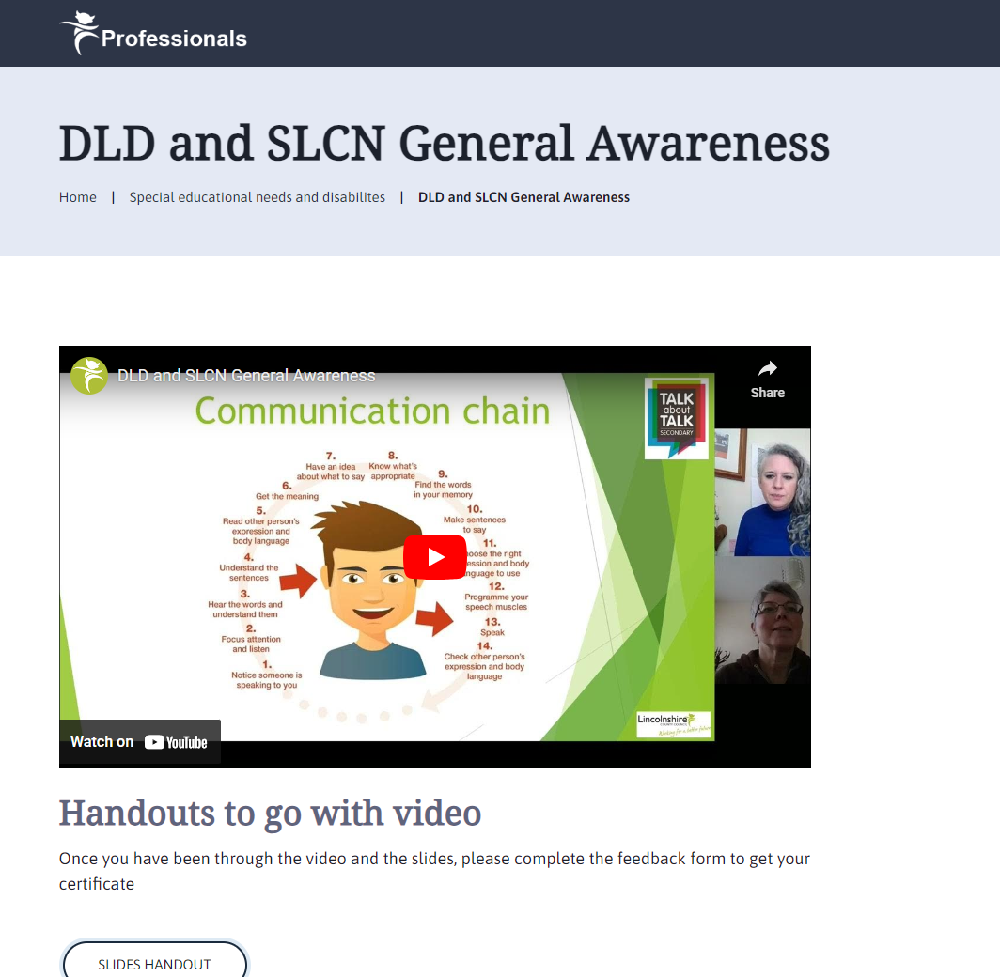 Professionals
DLD and SLCN General Awareness
Home | Special educational needs and disabilites | DLD and SLCN General Awareness
DLD and SLCN General Awareness
Share
Communication chain
TALK
about
TALK
SECONDARY
7.
Have an idea
about what to say
8.
Know what's
appropriate
6.
Get the meaning
9.
Find the words
in your memory
5.
Read other person's
expression and
body language
10.
Make sentences
to say
4.
Understand the
sentences
11.
oose the right
ession and body
nguage to use
3.
Hear the words and
understand them
12.
Programme your
speech muscles
2.
Focus attention
and listen
13.
Speak
1.
Notice someone is
speaking to you
14.
Check other person's
expression and body
language
Lincolnshire
COUNTY COUNCIL
Working for a better future
Watch on YouTube
Handouts to go with video
Once you have been through the video and the slides, please complete the feedback form to get your
certificate
SLIDES HANDOUT